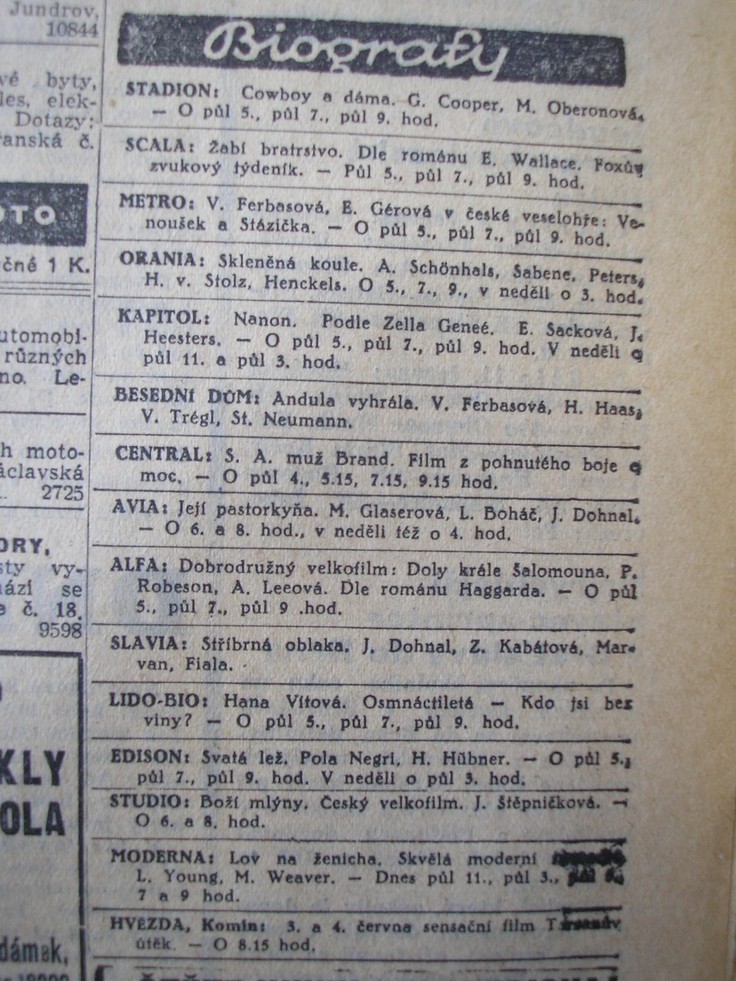 Jundrov,
10844
vé byty,
les, elek-
Dotazy:
anská č.
OTO
čné 1 K.
utomobi-
různých
no. Le-
h moto-
áclavská
2725
ORY,
sty vy-
ází se
č. 18.
9598
KLY
OLA
dámak,
Biografy
STADION: Cowboy a dáma. G. Cooper, M. Oberonová.
— O půl 5., půl 7., půl 9. hod.
SCALA: Žabí bratrstvo. Dle románu E. Wallace. Foxův
zvukový týdeník. — Půl 5., půl 7., půl 9. hod.
METRO: V. Ferbasová, E. Gérová v české veselohře: Ve-
noušek a Stázička. — O půl 5., půl 7., půl 9. hod.
ORANIA: Skleněná koule. A. Schönhals, Sabene, Peters,
H. v. Stolz, Henckels. O 5., 7., 9., v neděli o 3. hod.
KAPITOL: Nanon. Podle Zella Geneé. E. Sacková, J.
Heesters. — O půl 5., půl 7., půl 9. hod. V neděli o
půl 11. a půl 3. hod.
BESEDNÍ DŮM: Andula vyhrála. V. Ferbasová, H. Haas,
V. Trégl, St. Neumann.
CENTRAL: S. A. muž Brand. Film z pohnutého boje o
moc. — O půl 4., 5.15, 7.15, 9.15 hod.
AVIA: Její pastorkyňa. M. Glaserová, L. Boháč, J. Dohnal.
— O 6. a 8. hod., v neděli též o 4. hod.
ALFA: Dobrodružný velkofilm: Doly krále Šalomouna, P.
Robeson, A. Leeová. Dle románu Haggarda. — O půl
5., půl 7., půl 9 .hod.
SLAVIA: Stříbrná oblaka. J. Dohnal, Z. Kabátová, Mar-
van, Fiala.
LIDO-BIO: Hana Vítová. Osmnáctiletá — Kdo jsi bez
viny? — O půl 5., půl 7., půl 9. hod.
EDISON: Svatá lež. Pola Negri, H. Hübner. — O půl 5.,
půl 7., půl 9. hod. V neděli o půl 3. hod.
STUDIO: Boží mlýny. Český velkofilm. J. Štěpničková. —
O 6. a 8. hod.
MODERNA: Lov na ženicha. Skvělá moderní
L. Young, M. Weaver. — Dnes půl 11., půl 3.,
7 a 9 hod.
HVĚZDA, Komín: 3. a 4. června sensační film Tarzanův
útěk. — O 8.15 hod.